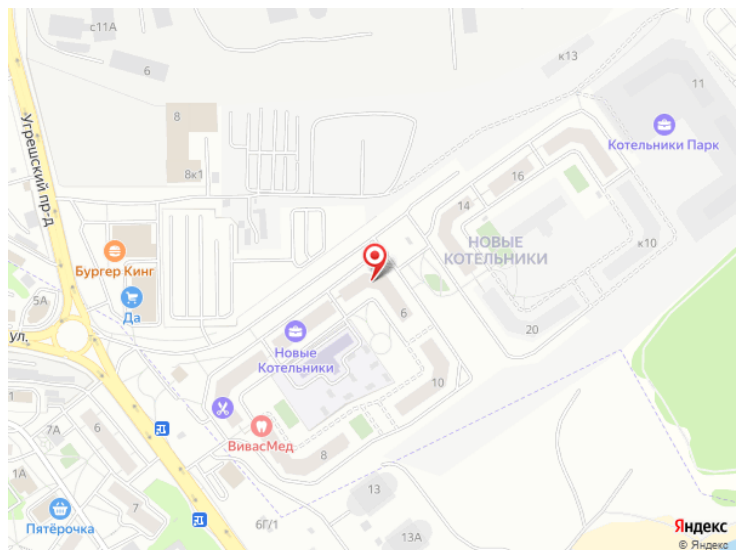 с11А
6
к13
11
8
Угрешский пр-д
Котельники Парк
8к1
16
14
НОВЫЕ
КОТЕЛЬНИКИ
к10
Бургер Кинг
5А
Да
6
20
ул.
Новые
Котельники
10
7А
6
ВивасМед
8
1А
13
7
Пятёрочка
6Г/1
13А
Яндекс
© Яндекс